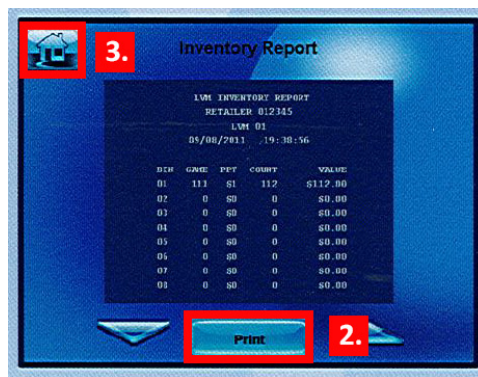 3.
Inventory Report
LVM INVENTORY REPORT
RETAILER 012345
LVM 01
09/08/2011 19:38:56
BIN GAME PPT COUNT VALUE
01 111 $1 112 $112.00
02 0 $0 0 $0.00
03 0 $0 0 $0.00
04 0 $0 0 $0.00
05 0 $0 0 $0.00
06 0 $0 0 $0.00
07 0 $0 0 $0.00
08 0 $0 0 $0.00
Print
2.